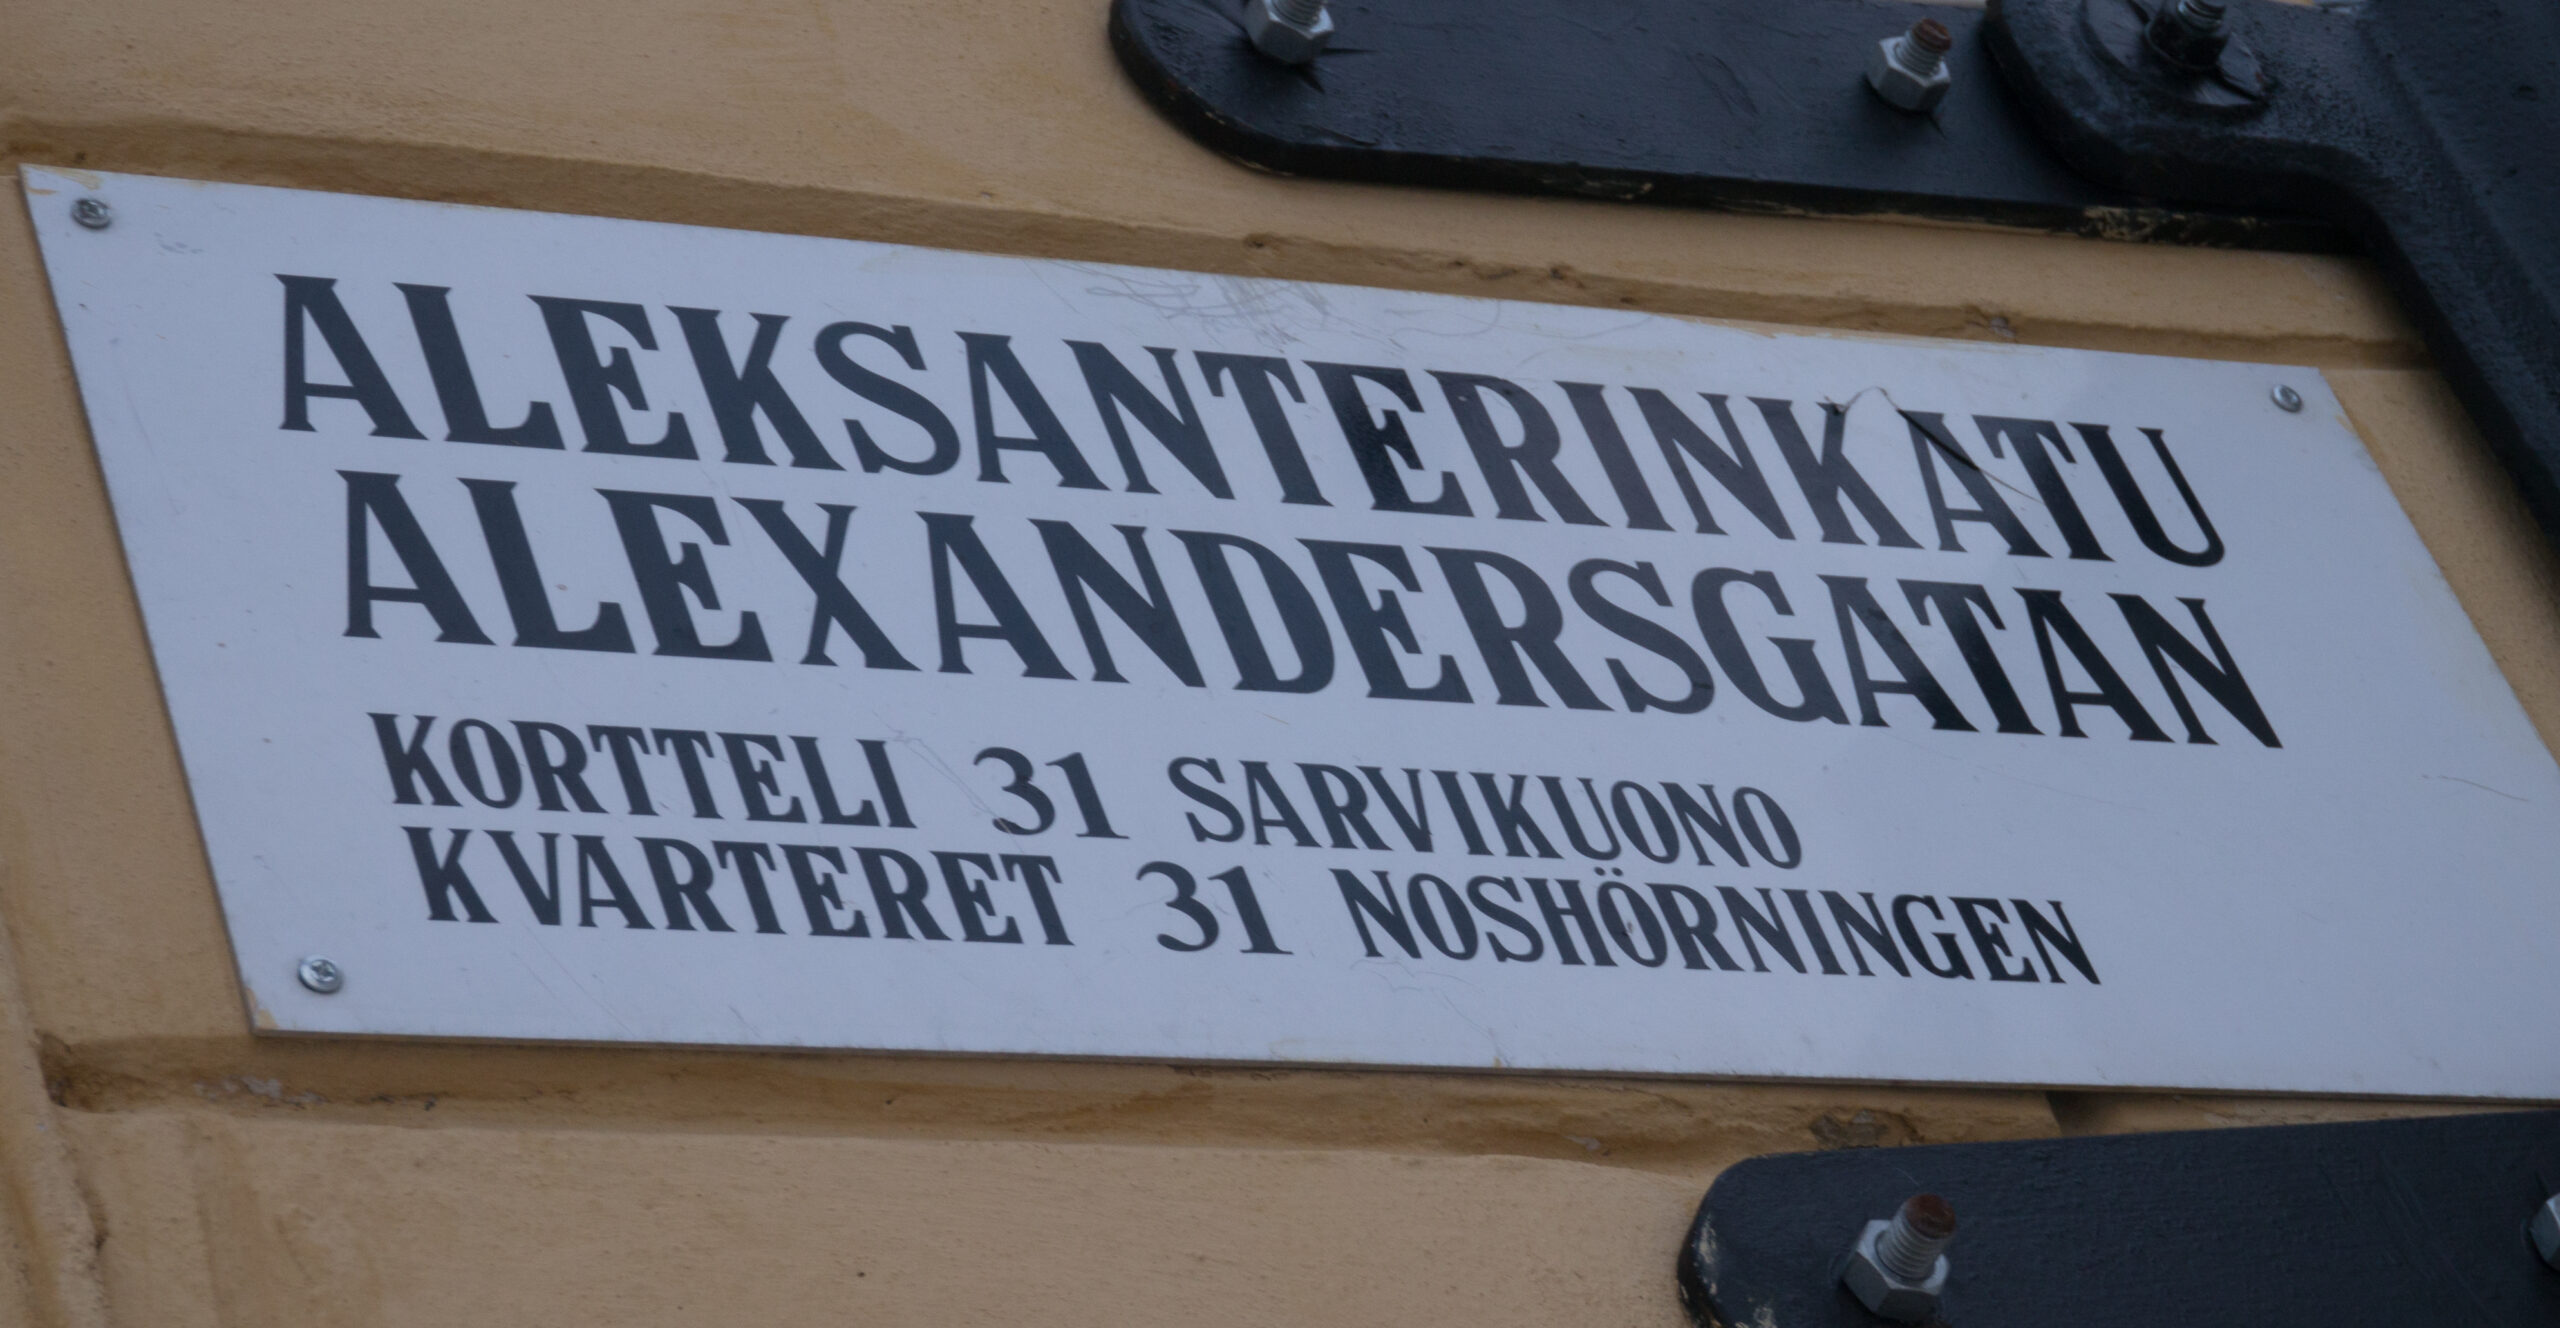 ALEKSANTERINKATU
ALEXANDERSGATAN
KORTTELI 31 SARVIKUONO
KVARTERET 31 NOSHÖRNINGEN